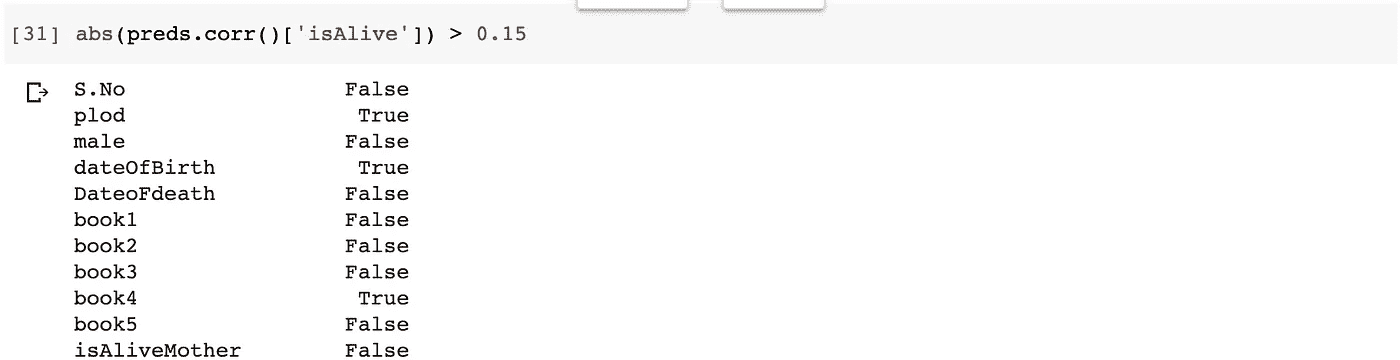 [31] abs(preds.corr()['isAlive']) > 0.15
S.No False
plod True
male False
dateOfBirth True
DateoFdeath False
book1 False
book2 False
book3 False
book4 True
book5 False
isAliveMother False